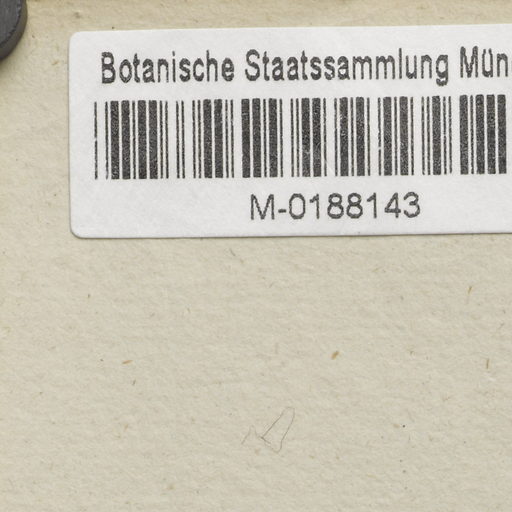 Botanische Staatssammlung Mün
M-0188143